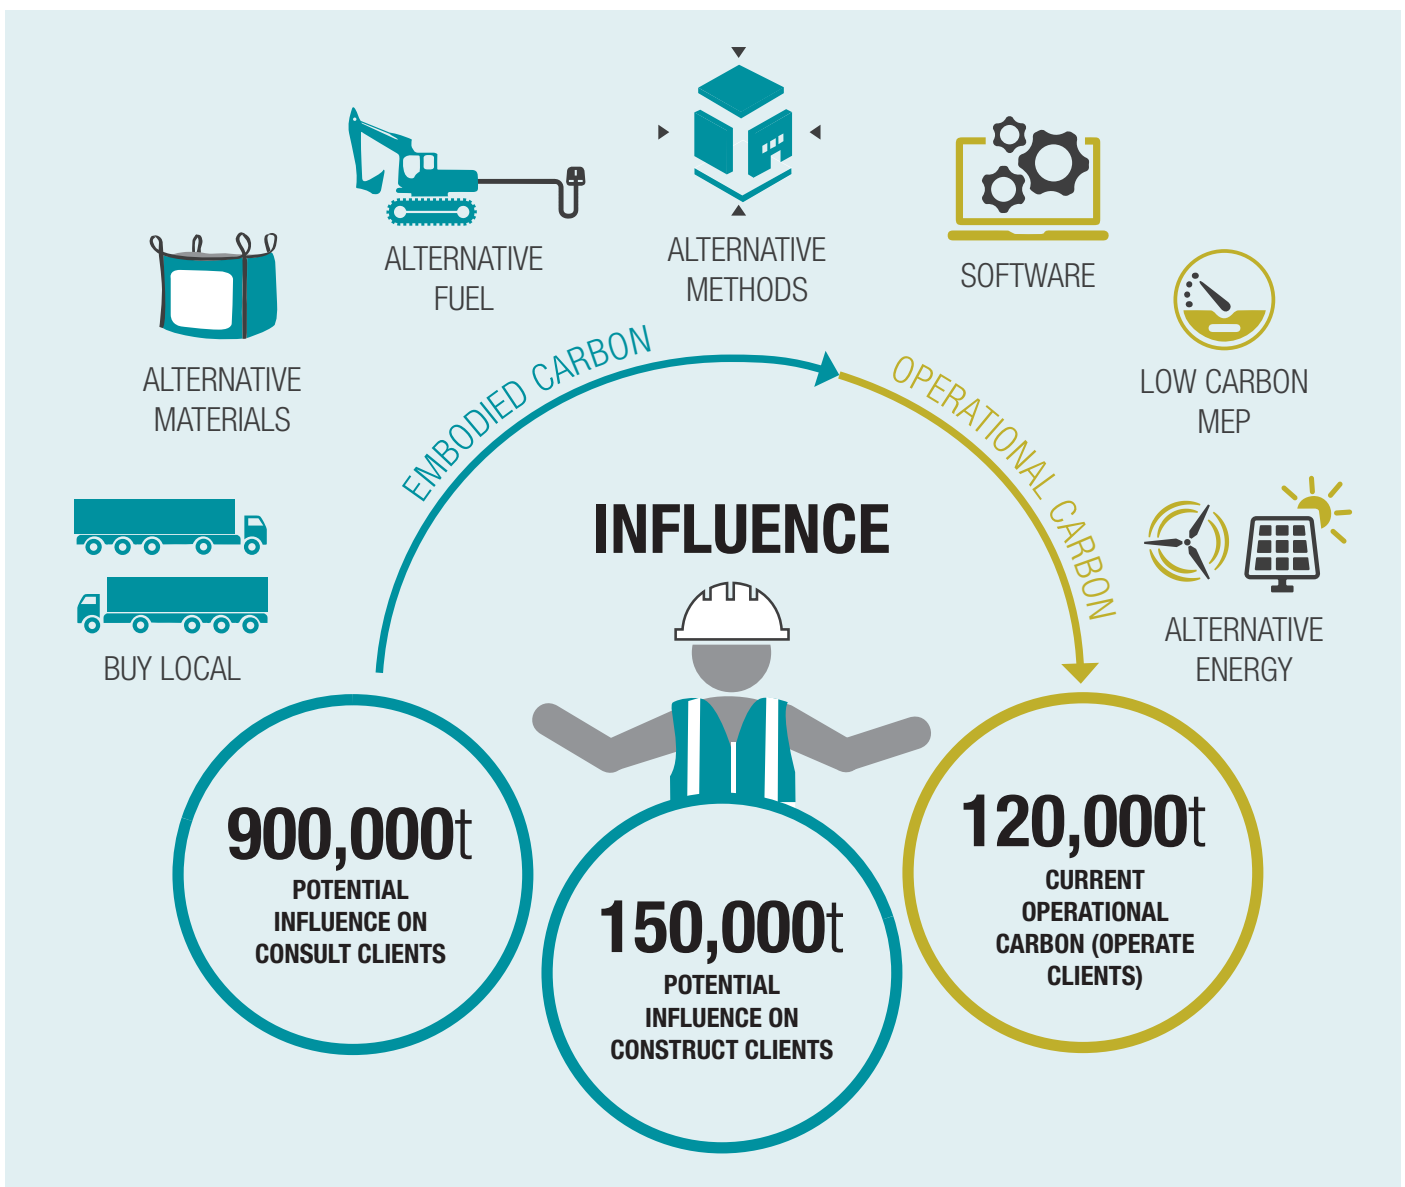 ALTERNATIVE
METHODS
ALTERNATIVE
FUEL
SOFTWARE
ALTERNATIVE
MATERIALS
LOW CARBON
MEP
BUY LOCAL
ALTERNATIVE
ENERGY
EMBODIED CARBON
OPERATIONAL CARBON
INFLUENCE
900,000t
POTENTIAL
INFLUENCE ON
CONSULT CLIENTS
150,000t
POTENTIAL
INFLUENCE ON
CONSTRUCT CLIENTS
120,000t
CURRENT
OPERATIONAL
CARBON (OPERATE
CLIENTS)